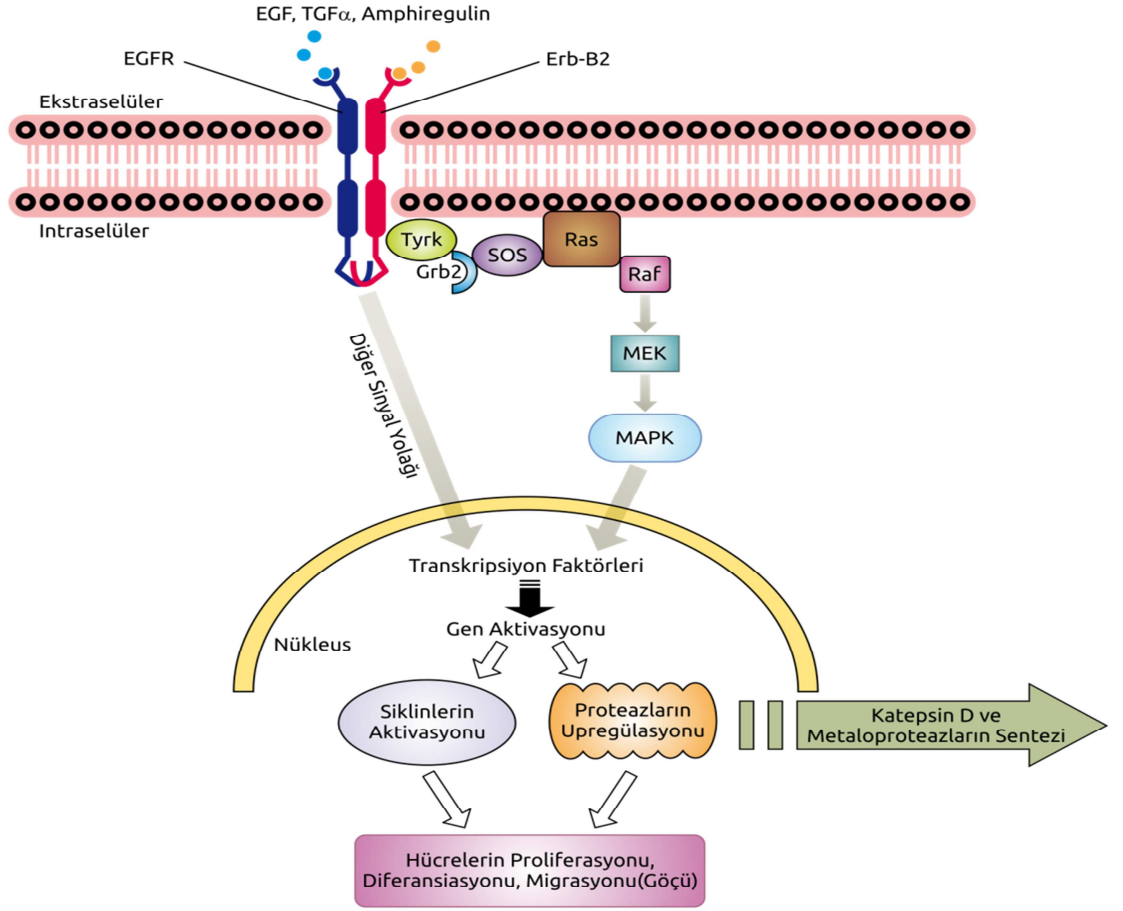 EGF, TGFα, Amphiregulin
EGFR
Erb-B2
Ekstraselüler
Intraselüler
Tyrk
Grb2
SOS
Ras
Raf
MEK
MAPK
Diğer Sinyal Yolağı
Transkripsiyon Faktörleri
Gen Aktivasyonu
Nükleus
Siklinlerin
Aktivasyonu
Proteazların
Upregülasyonu
Katepsin D ve
Metaloproteazların Sentezi
Hücrelerin Proliferasyonu,
Diferansiasyonu, Migrasyonu(Göçü)